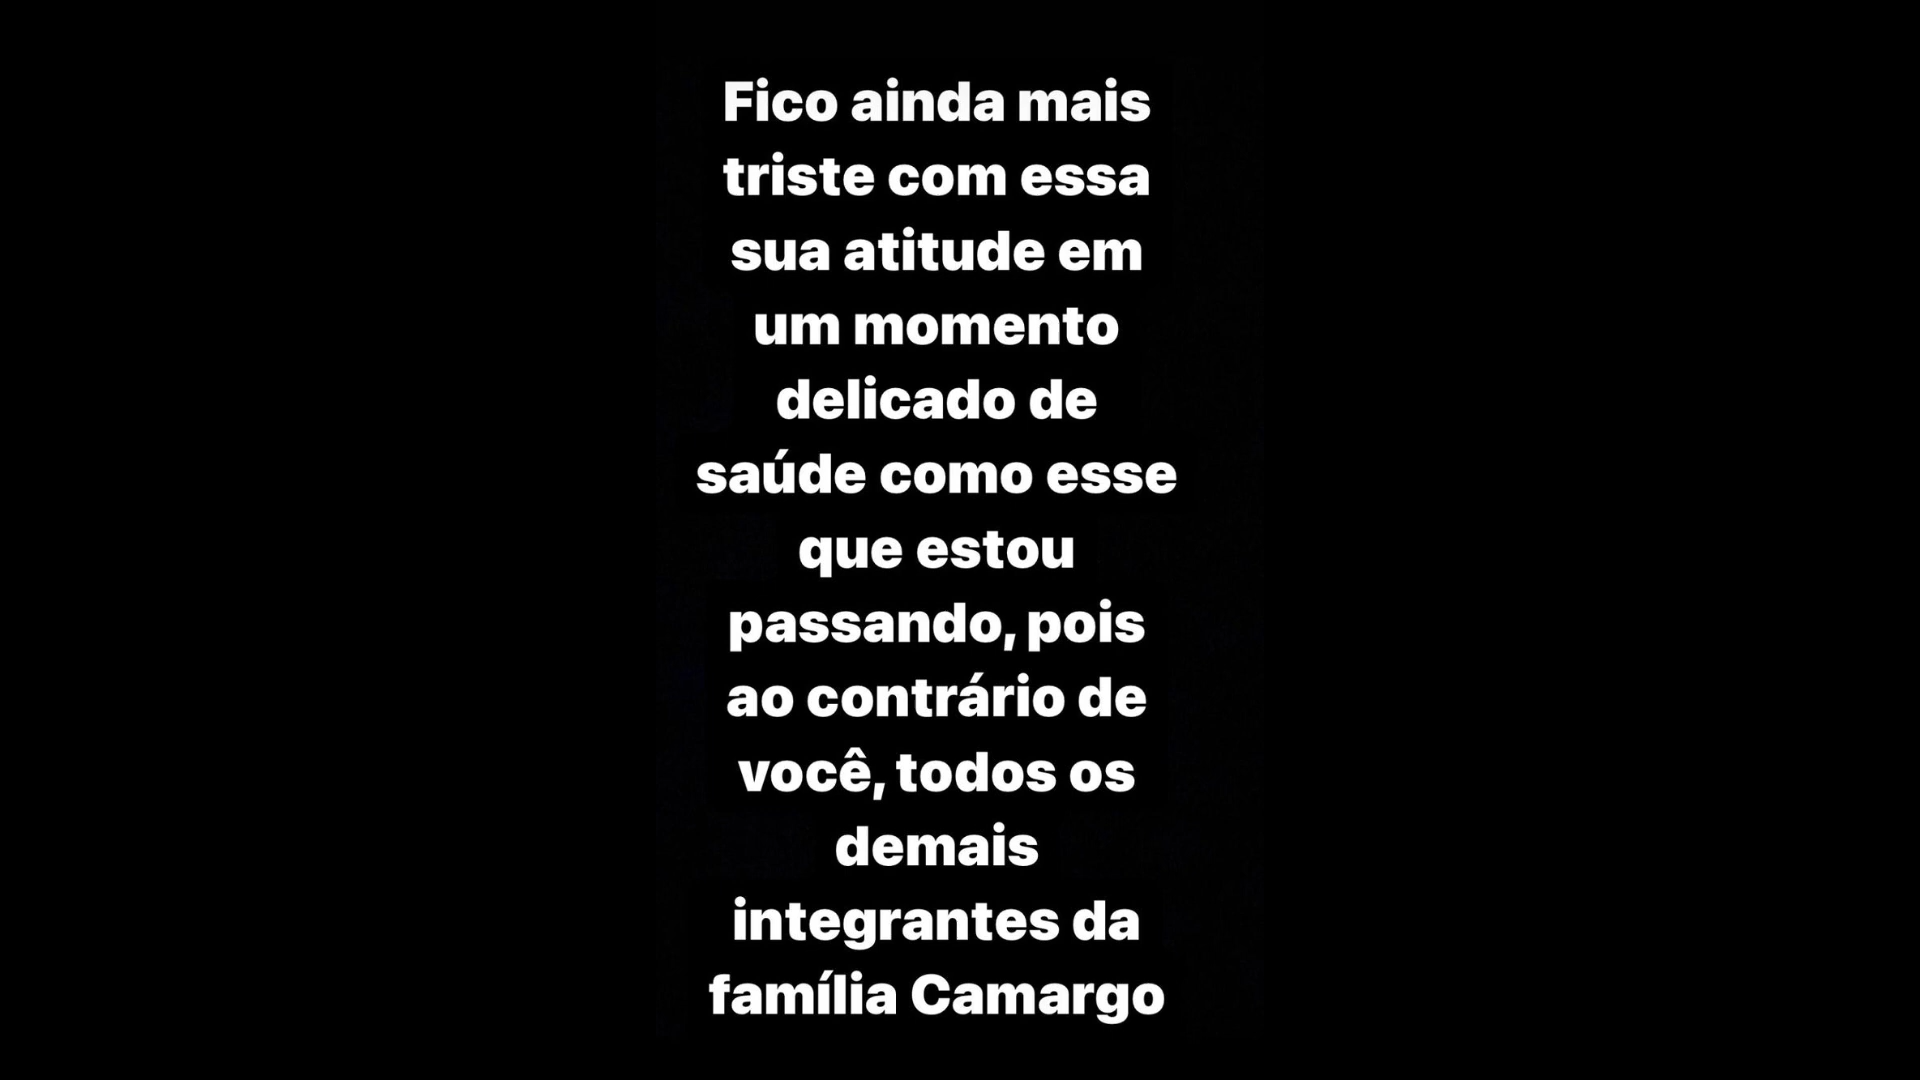 Fico ainda mais
triste com essa
sua atitude em
um momento
delicado de
saúde como esse
que estou
passando, pois
ao contrário de
você, todos os
demais
integrantes da
família Camargo